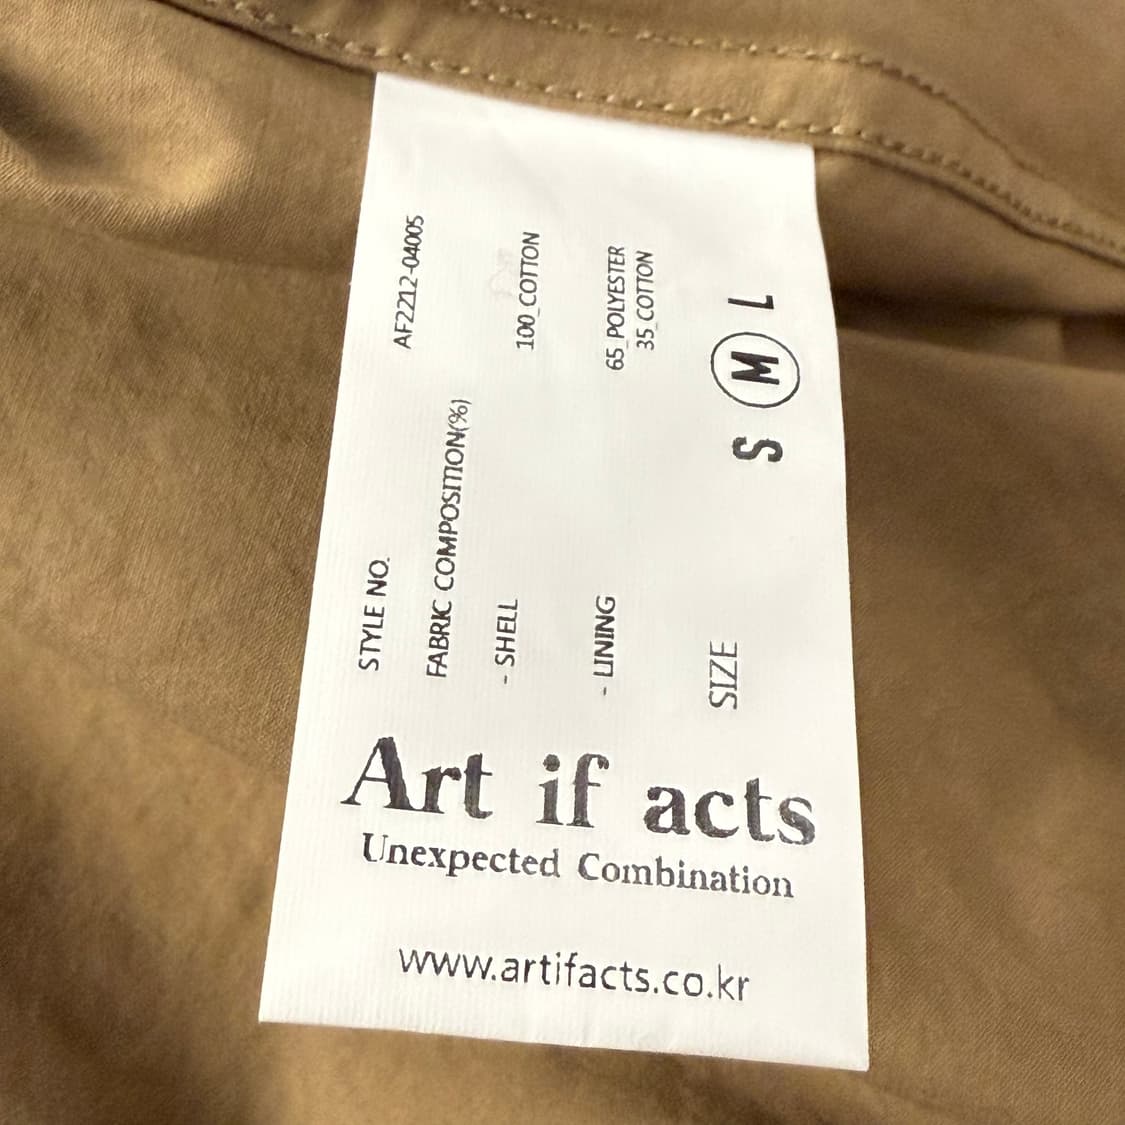 STYLE NO. AF2212-04005
FABRIC COMPOSITION(%)
- SHELL 100_COTTON
- LINING 65_POLYESTER
35_COTTON
SIZE S M L
Art if acts
Unexpected Combination
www.artifacts.co.kr